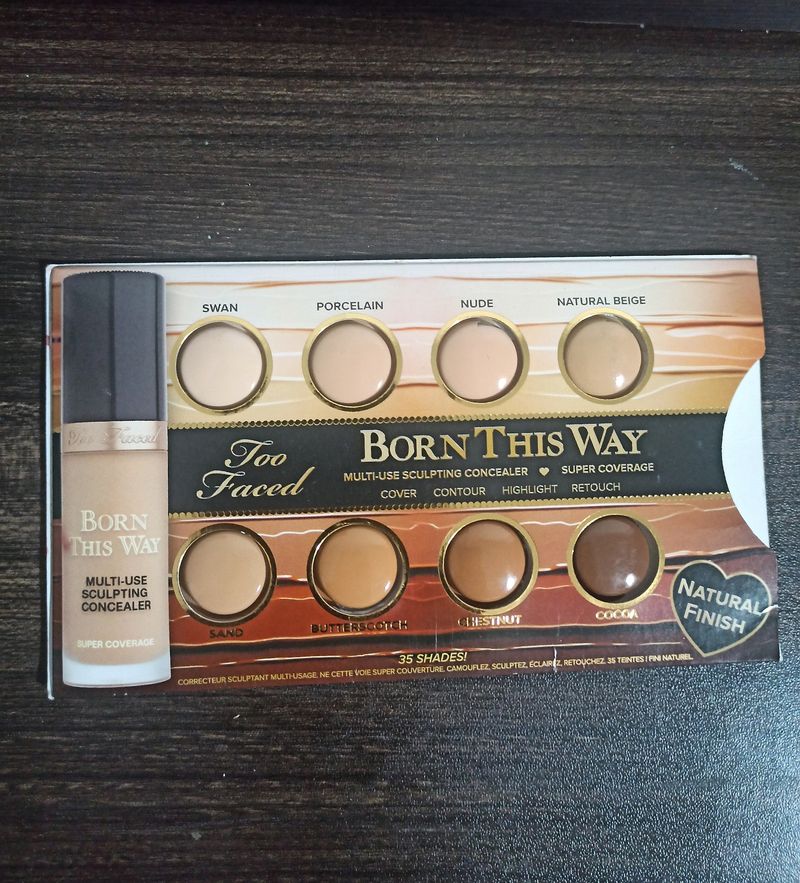 SWAN
PORCELAIN
NUDE
NATURAL BEIGE
Too Faced
BORN
THIS WAY
MULTI-USE
SCULPTING
CONCEALER
SUPER COVERAGE
Too
Faced
BORN THIS WAY
MULTI-USE SCULPTING CONCEALER ♥ SUPER COVERAGE
COVER CONTOUR HIGHLIGHT RETOUCH
SAND
BUTTERSCOTCH
CHESTNUT
COCOA
NATURAL
FINISH
35 SHADES!
CORRECTEUR SCULPTANT MULTI-USAGE. NE CETTE VOIE SUPER COUVERTURE. CAMOUFLEZ, SCULPTEZ, ÉCLAIREZ, RETOUCHEZ. 35 TEINTES ! FINI NATUREL